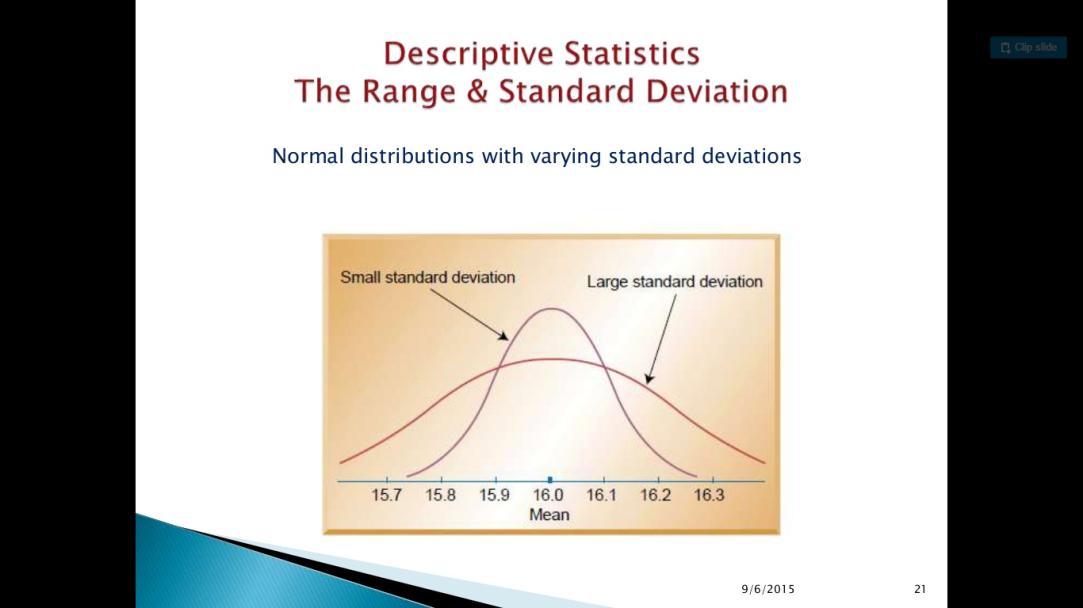 Clip slide
Descriptive Statistics
The Range & Standard Deviation
Normal distributions with varying standard deviations
Small standard deviation
Large standard deviation
15.7 15.8 15.9 16.0 16.1 16.2 16.3
Mean
9/6/2015 21